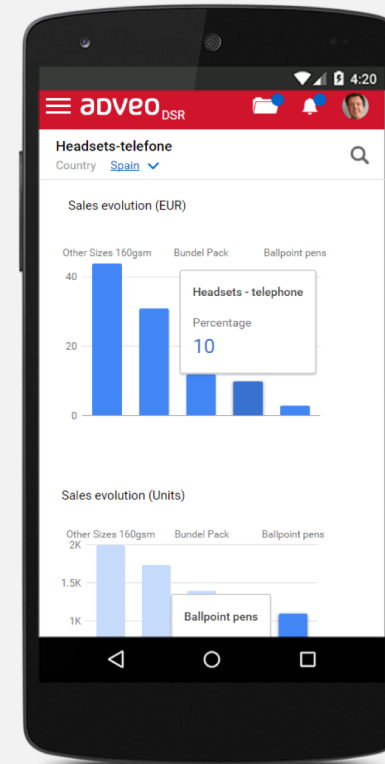 4:20
aDVeo DSR
Headsets-telefone
Country Spain
Sales evolution (EUR)
Other Sizes 160gsm Bundel Pack Ballpoint pens
40
Headsets - telephone
Percentage
20
10
0
Sales evolution (Units)
Other Sizes 160gsm Bundel Pack Ballpoint pens
2K
1.5K
Ballpoint pens
1K